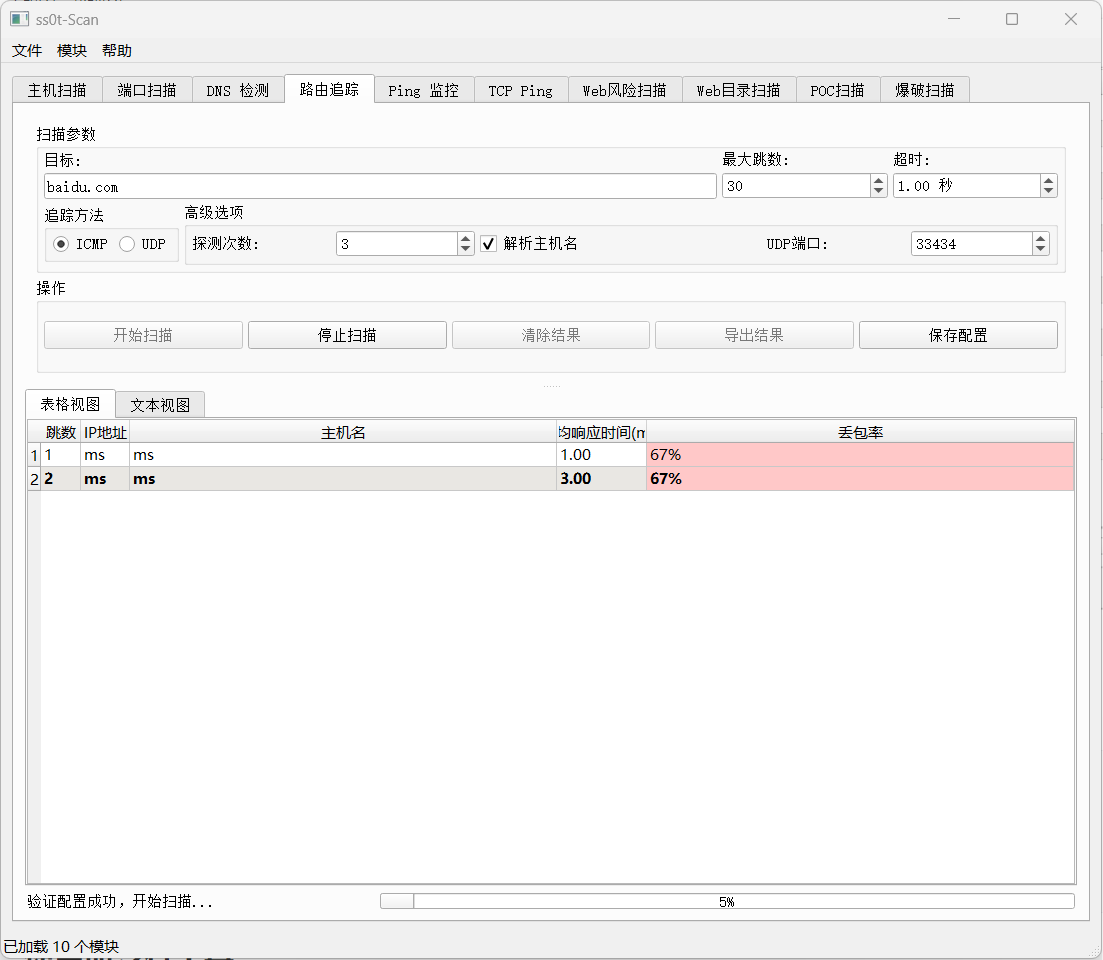 ss0t-Scan
文件 模块 帮助
主机扫描 端口扫描 DNS 检测 路由追踪 Ping 监控 TCP Ping Web风险扫描 Web目录扫描 POC扫描 爆破扫描
扫描参数
目标: 最大跳数: 超时:
baidu.com 30 1.00 秒
追踪方法 高级选项
ICMP UDP 探测次数: 3 解析主机名 UDP端口: 33434
操作
开始扫描 停止扫描 清除结果 导出结果 保存配置
表格视图 文本视图
跳数 IP地址 主机名 均响应时间(m 丢包率
1 1 ms ms 1.00 67%
2 2 ms ms 3.00 67%
验证配置成功，开始扫描... 5%
已加载 10 个模块